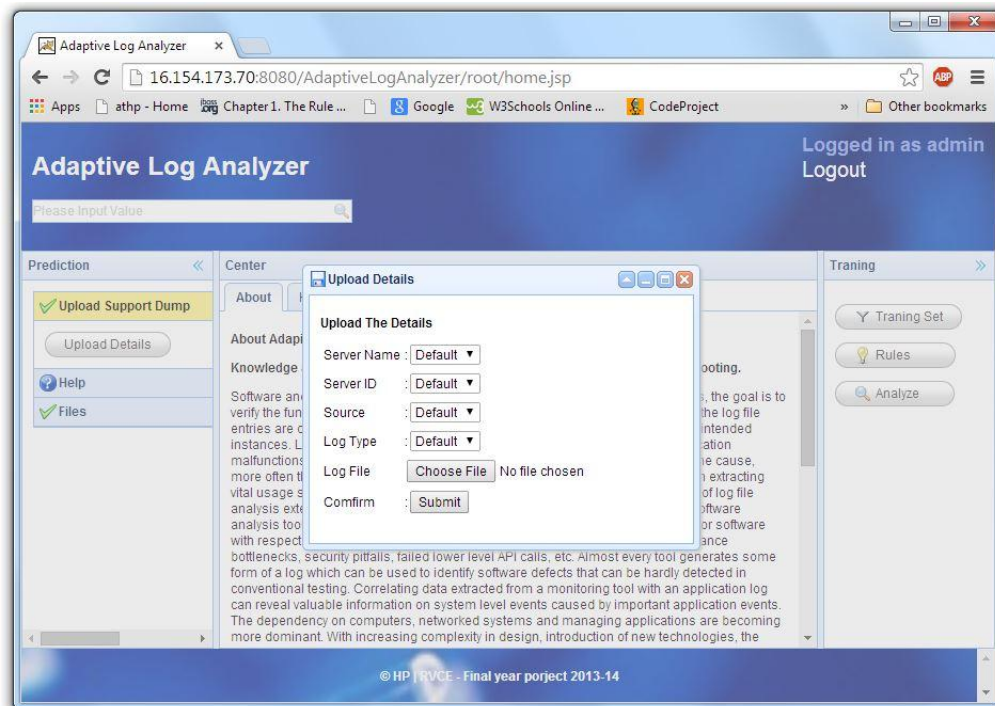 Adaptive Log Analyzer
16.154.173.70:8080/AdaptiveLogAnalyzer/root/home.jsp
ABP
Apps athp - Home Chapter 1. The Rule ... Google W3Schools Online ... CodeProject » Other bookmarks
Logged in as admin
Adaptive Log Analyzer
Logout
Please Input Value
Prediction
Center
Traning
Upload Support Dump
Upload Details
Help
Files
About
Upload Details
Upload The Details
Server Name : Default
Server ID : Default
Source : Default
Log Type : Default
Log File Choose File No file chosen
Comfirm : Submit
About Adapi
Knowledge ooting.
Software an s, the goal is to
verify the fun the log file
entries are c intended
instances. L ation
malfunctions e cause,
more often t n extracting
vital usage s of log file
analysis exte oftware
analysis too or software
with respect ance
bottlenecks, security pitfalls, failed lower level API calls, etc. Almost every tool generates some
form of a log which can be used to identify software defects that can be hardly detected in
conventional testing. Correlating data extracted from a monitoring tool with an application log
can reveal valuable information on system level events caused by important application events.
The dependency on computers, networked systems and managing applications are becoming
more dominant. With increasing complexity in design, introduction of new technologies, the
Traning Set
Rules
Analyze
© HP | RVCE - Final year porject 2013-14